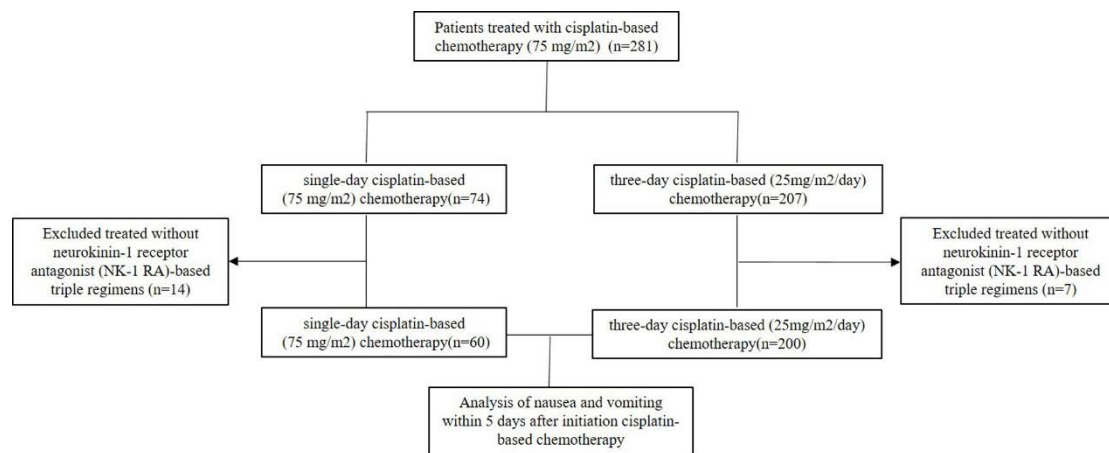 Patients treated with cisplatin-based
chemotherapy (75 mg/m2) (n=281)
single-day cisplatin-based
(75 mg/m2) chemotherapy(n=74)
three-day cisplatin-based (25mg/m2/day)
chemotherapy(n=207)
Excluded treated without
neurokinin-1 receptor
antagonist (NK-1 RA)-based
triple regimens (n=14)
Excluded treated without
neurokinin-1 receptor
antagonist (NK-1 RA)-based
triple regimens (n=7)
single-day cisplatin-based
(75 mg/m2) chemotherapy(n=60)
three-day cisplatin-based (25mg/m2/day)
chemotherapy(n=200)
Analysis of nausea and vomiting
within 5 days after initiation cisplatin-
based chemotherapy